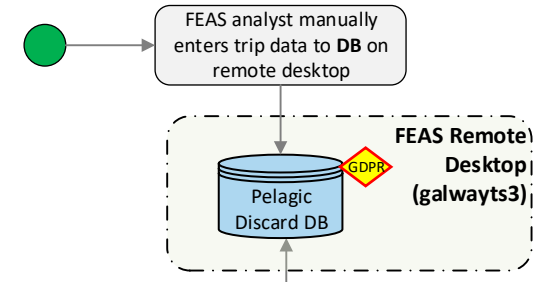 FEAS analyst manually
enters trip data to DB on
remote desktop
FEAS Remote
Desktop
(galwayts3)
GDPR
Pelagic
Discard DB